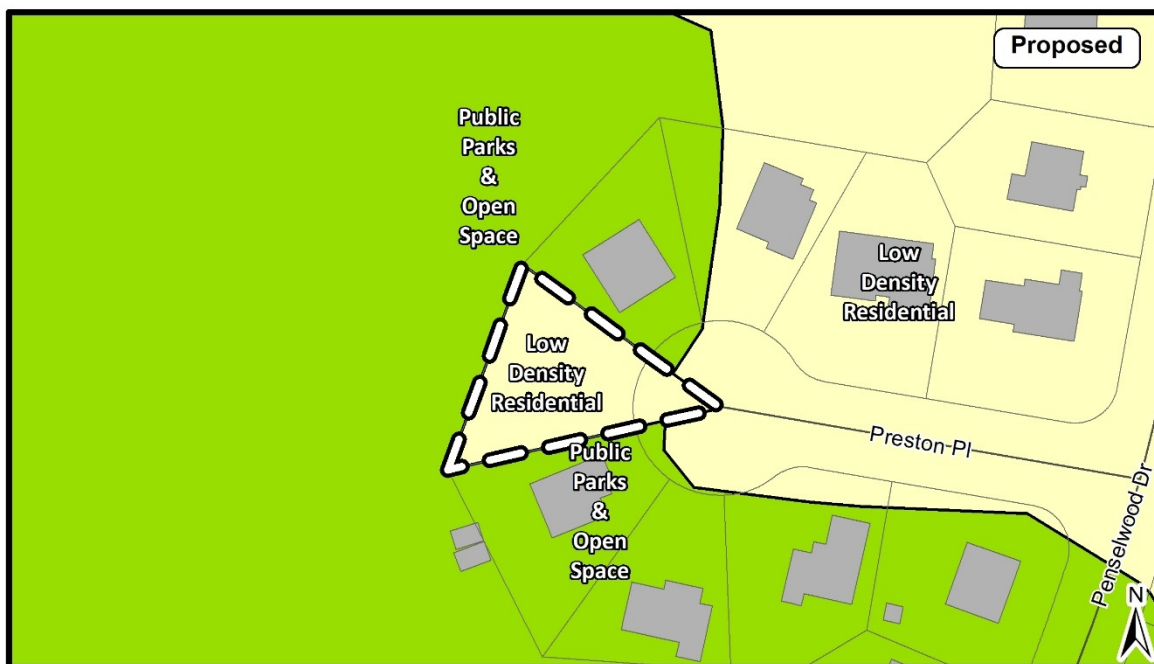 Proposed
Public
Parks
&
Open
Space
Low
Density
Residential
Low
Density
Residential
Public
Parks
&
Open
Space
Preston Pl
Penselwood Dr
N